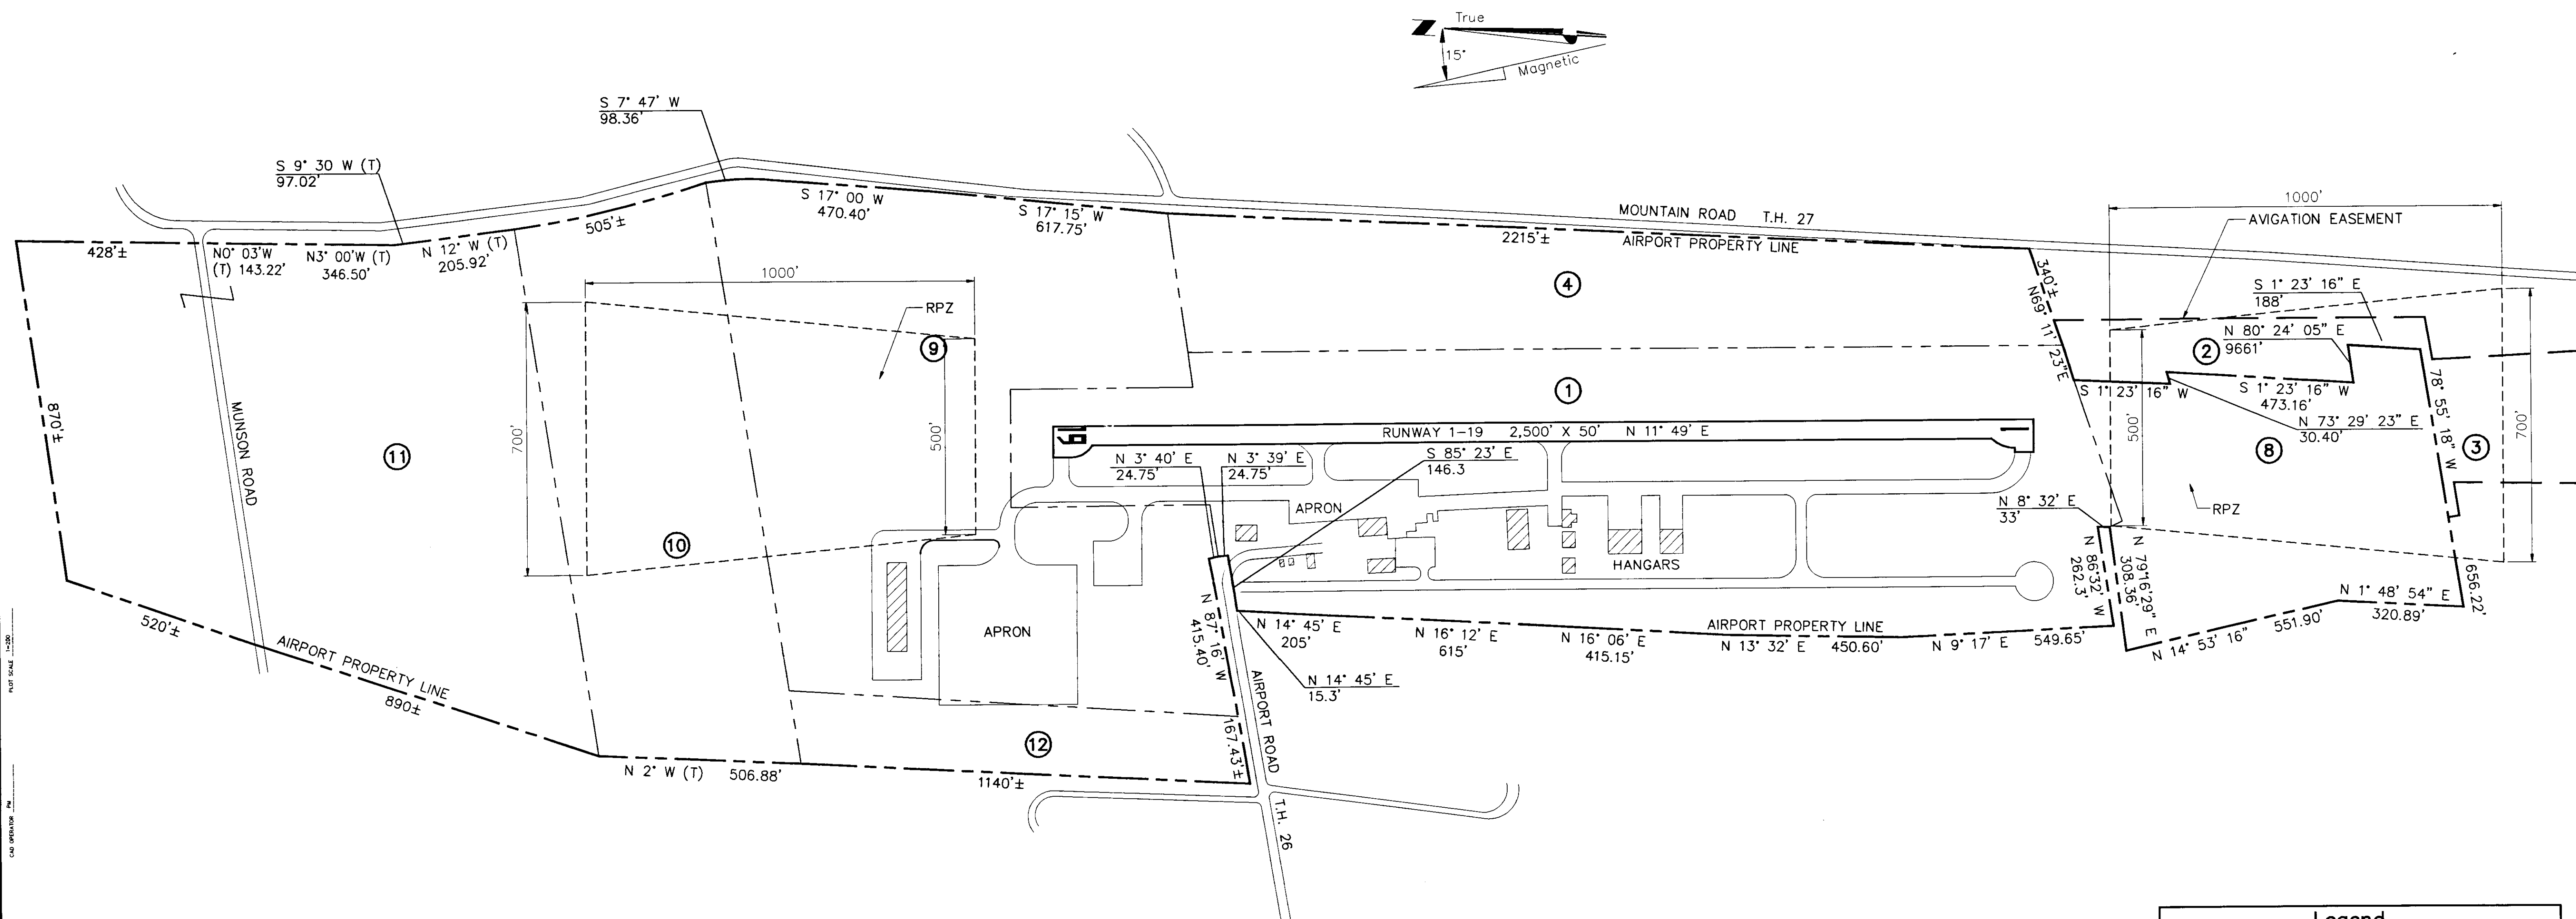 True
15°
Magnetic
S 7° 47' W
98.36'
S 9° 30 W (T)
97.02'
428'±
N0° 03'W
(T) 143.22'
N3° 00'W (T)
346.50'
N 12° W (T)
205.92'
505'±
S 17° 00 W
470.40'
S 17° 15' W
617.75'
MOUNTAIN ROAD T.H. 27
2215'±
AIRPORT PROPERTY LINE
1000'
AVIGATION EASEMENT
340'±
N69° 11' 23"E
S 1° 23' 16" E
188'
N 80° 24' 05" E
9661'
2
S 1° 23' 16" W
S 1° 23' 16" W
473.16'
N 73° 29' 23" E
30.40'
78° 55' 18" W
3
700'
500'
8
RPZ
1000'
RPZ
9
4
1
700'
500'
10
11
870'±
MUNSON ROAD
19
RUNWAY 1-19 2,500' X 50' N 11° 49' E
1
N 3° 40' E
24.75'
N 3° 39' E
24.75'
S 85° 23' E
146.3
APRON
HANGARS
N 8° 32' E
33'
N 86°32' W
262.3'
N 79°16'29" E
308.36'
656.22'
N 1° 48' 54" E
320.89'
551.90'
N 14° 53' 16"
520'±
AIRPORT PROPERTY LINE
890±
APRON
N 87° 16' W
415.40'
N 14° 45' E
205'
N 16° 12' E
615'
N 16° 06' E
415.15'
AIRPORT PROPERTY LINE
N 13° 32' E 450.60'
N 9° 17' E 549.65'
N 14° 45' E
15.3'
AIRPORT ROAD
167.43'±
12
N 2° W (T) 506.88'
1140'±
T.H. 26
PLOT SCALE 1=200
CAD OPERATOR PM
Legend